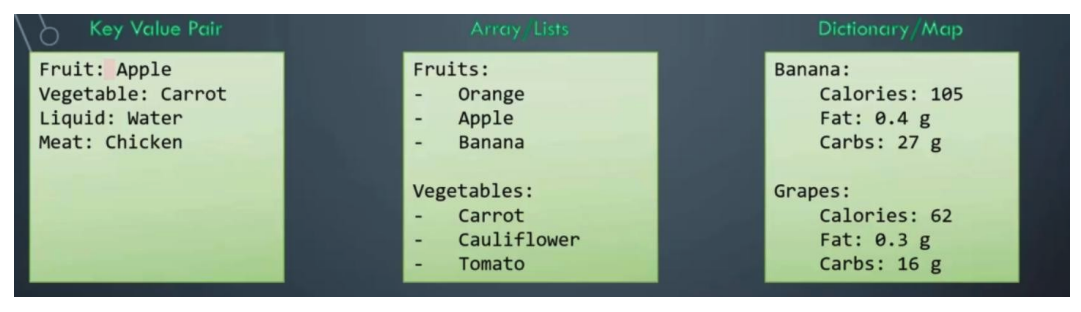 Key Value Pair
Fruit: Apple
Vegetable: Carrot
Liquid: Water
Meat: Chicken
Array/Lists
Fruits:
- Orange
- Apple
- Banana
Vegetables:
- Carrot
- Cauliflower
- Tomato
Dictionary/Map
Banana:
Calories: 105
Fat: 0.4 g
Carbs: 27 g
Grapes:
Calories: 62
Fat: 0.3 g
Carbs: 16 g